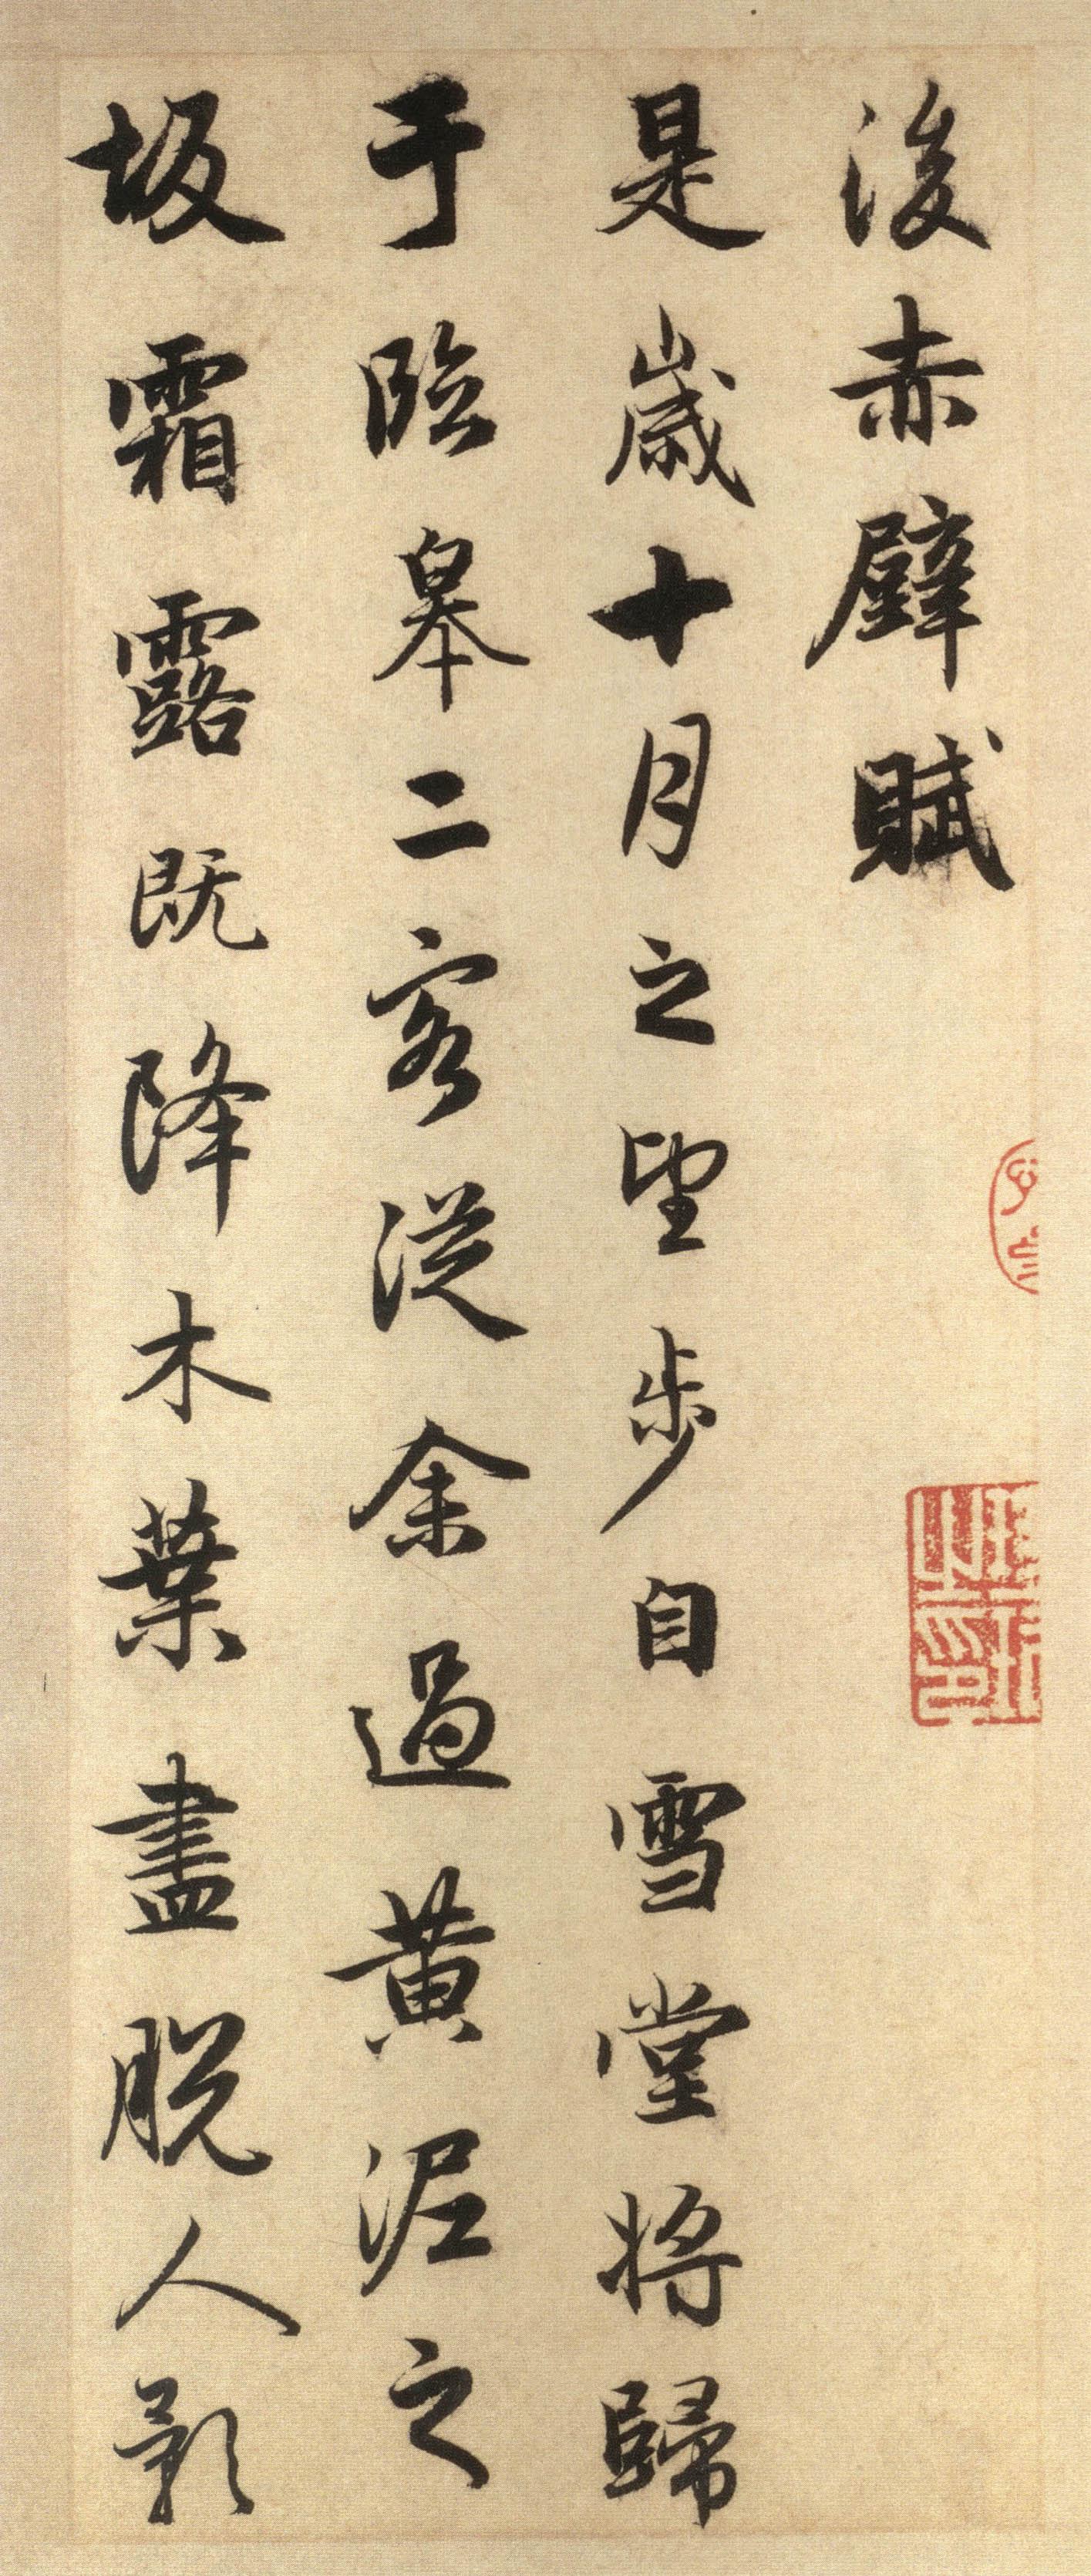 後赤壁賦
是歲十月之望步自雪堂將歸
于臨皋二客從余過黃泥之
坂霜露既降木葉盡脫人影